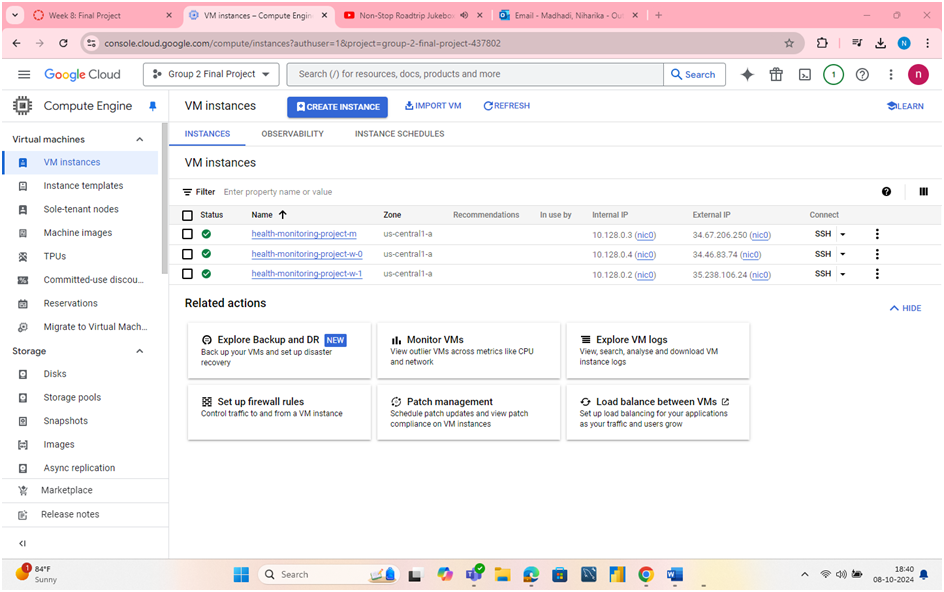 Week 8: Final Project
VM instances – Compute Engin
Non-Stop Roadtrip Jukebo
Email - Madhadi, Niharika - Ou
console.cloud.google.com/compute/instances?authuser=1&project=group-2-final-project-437802
N
Google Cloud
Group 2 Final Project
Search (/) for resources, docs, products and more
Search
1
n
Compute Engine
VM instances
CREATE INSTANCE
IMPORT VM
REFRESH
LEARN
Virtual machines
VM instances
Instance templates
Sole-tenant nodes
Machine images
TPUs
Committed-use discou...
Reservations
Migrate to Virtual Mach...
Storage
Disks
Storage pools
Snapshots
Images
Async replication
Marketplace
Release notes
INSTANCES OBSERVABILITY INSTANCE SCHEDULES
VM instances
Filter Enter property name or value
Status Name Zone Recommendations In use by Internal IP External IP Connect
health-monitoring-project-m us-central1-a 10.128.0.3 (nic0) 34.67.206.250 (nic0) SSH
health-monitoring-project-w-0 us-central1-a 10.128.0.4 (nic0) 34.46.83.74 (nic0) SSH
health-monitoring-project-w-1 us-central1-a 10.128.0.2 (nic0) 35.238.106.24 (nic0) SSH
Related actions
HIDE
Explore Backup and DR NEW
Back up your VMs and set up disaster
recovery
Monitor VMs
View outlier VMs across metrics like CPU
and network
Explore VM logs
View, search, analyse and download VM
instance logs
Set up firewall rules
Control traffic to and from a VM instance
Patch management
Schedule patch updates and view patch
compliance on VM instances
Load balance between VMs
Set up load balancing for your applications
as your traffic and users grow
1
84°F
Sunny
Search
18:40
08-10-2024